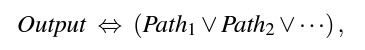 Output ⇔ (Path₁ ∨ Path₂ ∨ ···),